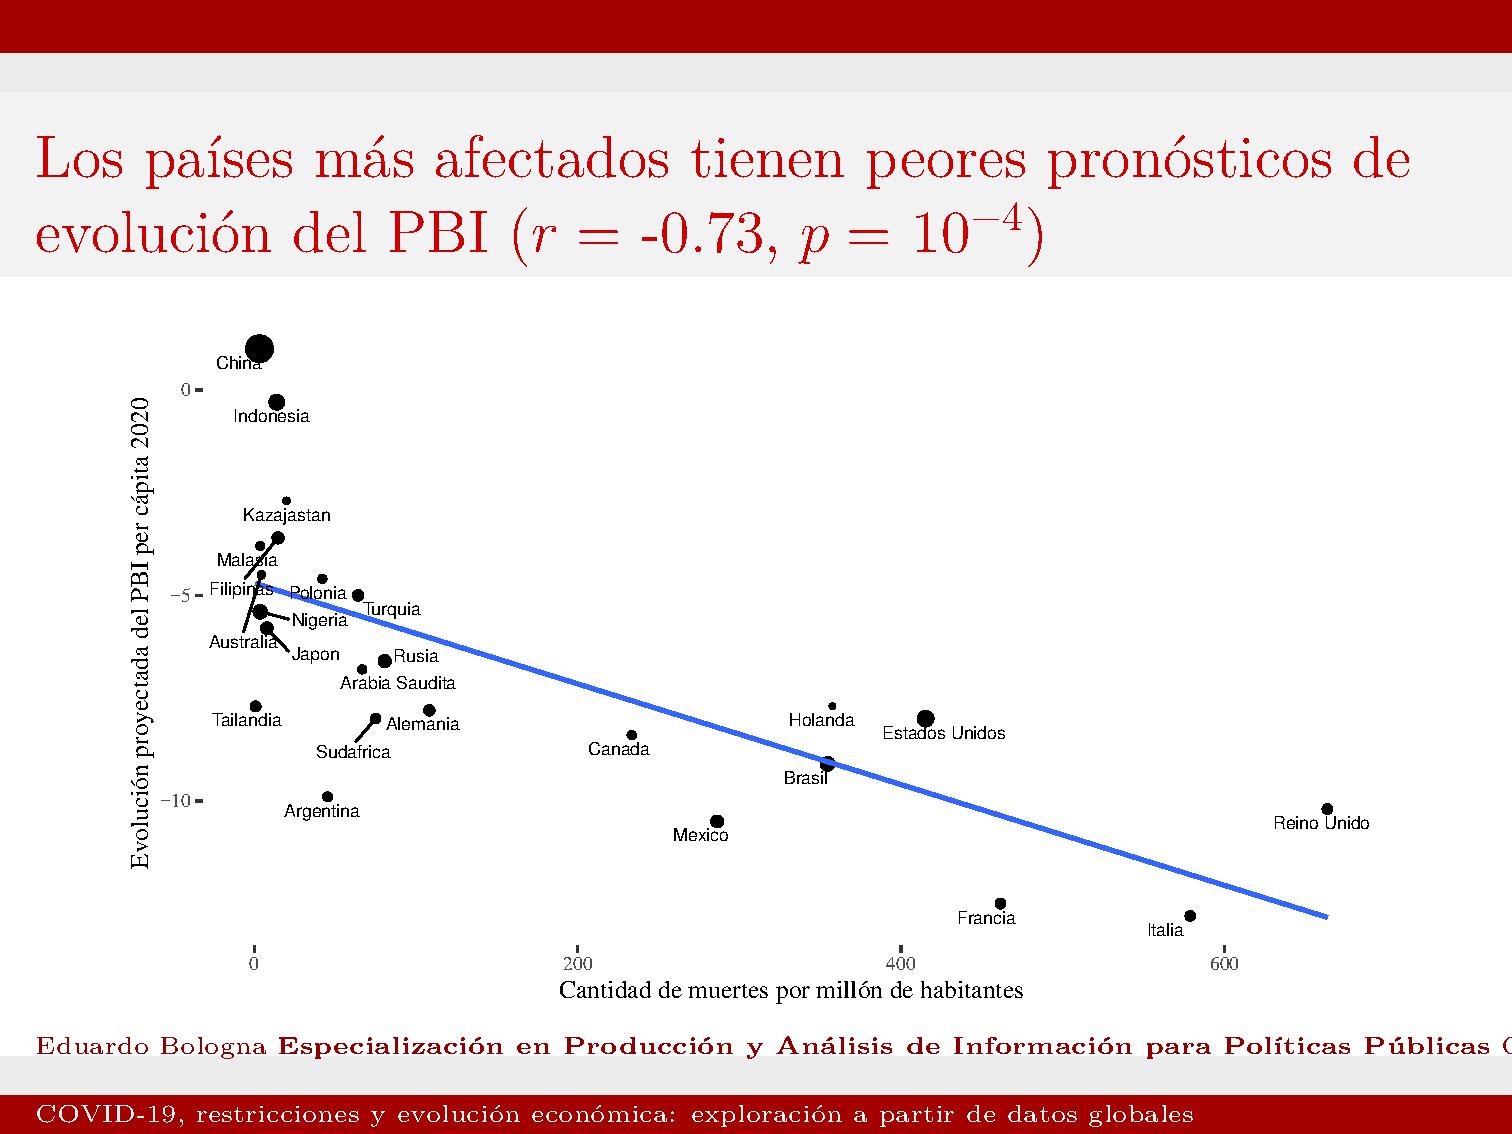 Los países más afectados tienen peores pronósticos de
evolución del PBI (r = -0.73, p = 10⁻⁴)
Evolución proyectada del PBI per cápita 2020
China
0
Indonesia
Kazajastan
Malasia
Filipinas
Polonia
−5
Turquia
Nigeria
Australia
Japon
Rusia
Arabia Saudita
Tailandia
Alemania
Holanda
Estados Unidos
Sudafrica
Canada
Brasil
−10
Argentina
Mexico
Reino Unido
Francia
Italia
0 200 400 600
Cantidad de muertes por millón de habitantes
Eduardo Bologna Especialización en Producción y Análisis de Información para Políticas Públicas
COVID-19, restricciones y evolución económica: exploración a partir de datos globales